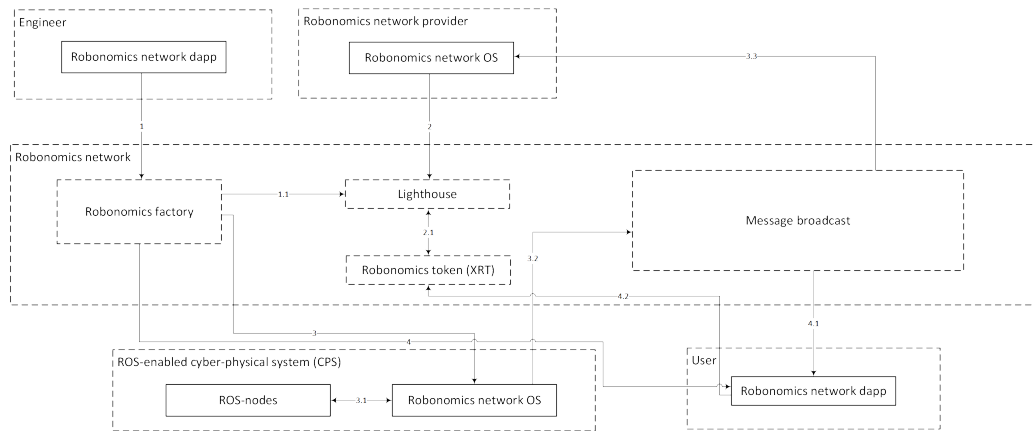 Engineer
Robonomics network dapp
Robonomics network provider
Robonomics network OS
3.3
1
2
Robonomics network
Robonomics factory
1.1
Lighthouse
Message broadcast
2.1
Robonomics token (XRT)
3.2
4.2
4.1
3
4
ROS-enabled cyber-physical system (CPS)
User
ROS-nodes
3.1
Robonomics network OS
Robonomics network dapp